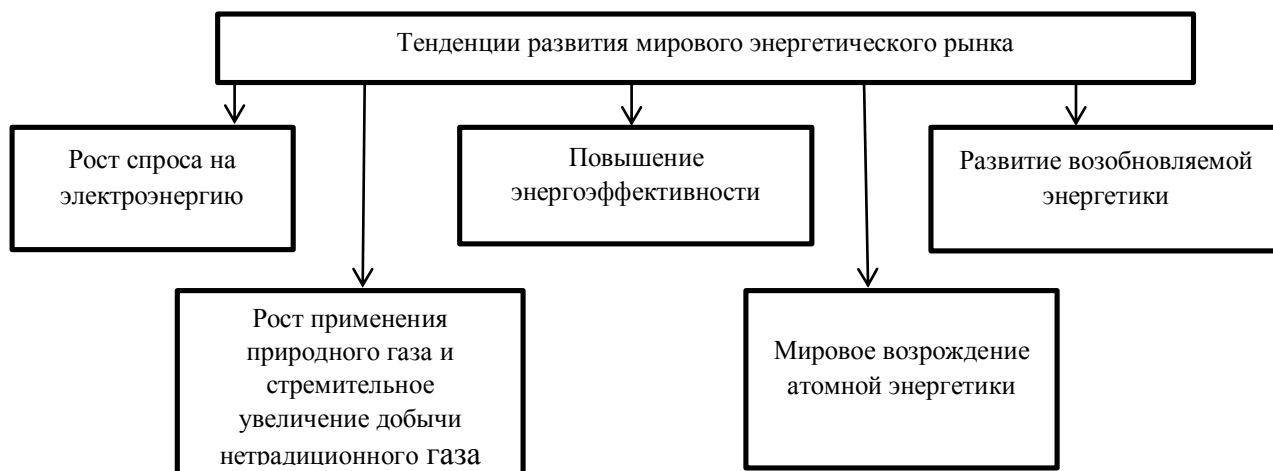 Тенденции развития мирового энергетического рынка
Рост спроса на
электроэнергию
Повышение
энергоэффективности
Развитие возобновляемой
энергетики
Рост применения
природного газа и
стремительное
увеличение добычи
нетрадиционного газа
Мировое возрождение
атомной энергетики